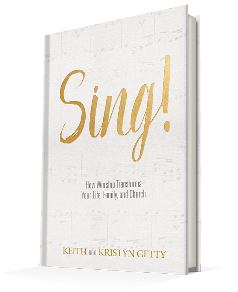 Sing!
How Worship Transforms
Your Life, Family, and Church
KEITH and KRISTYN GETTY